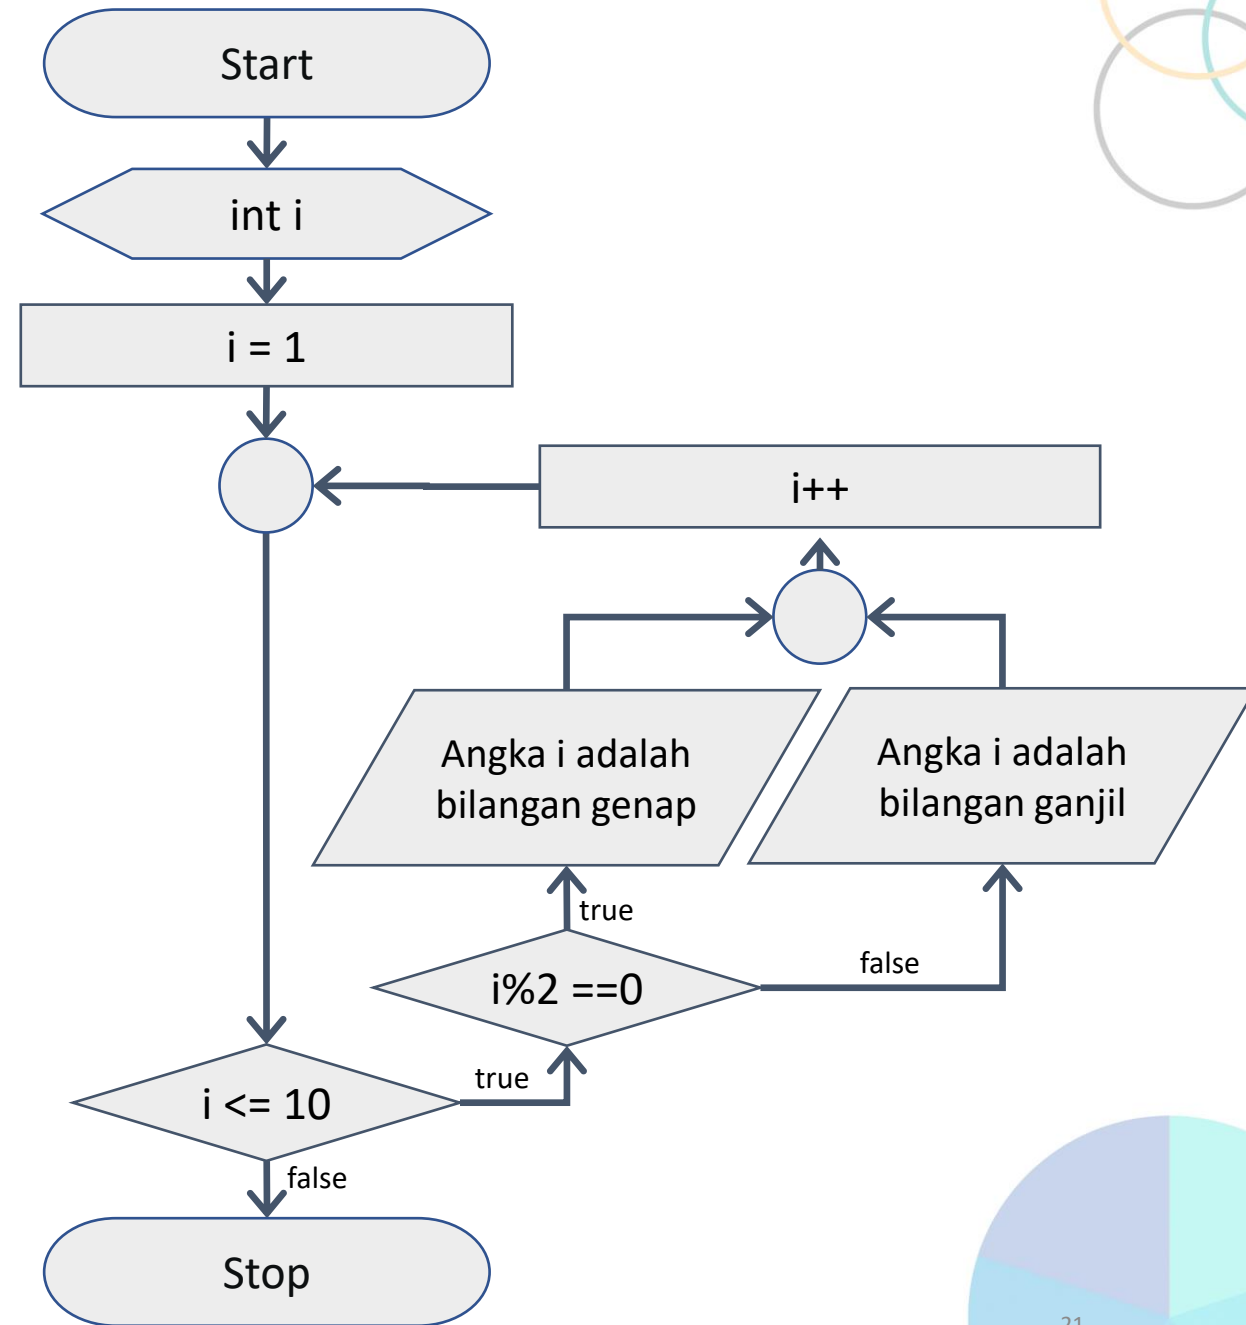 Start
int i
i = 1
i++
Angka i adalah
bilangan genap
Angka i adalah
bilangan ganjil
true
false
i%2 ==0
true
i <= 10
false
Stop
21